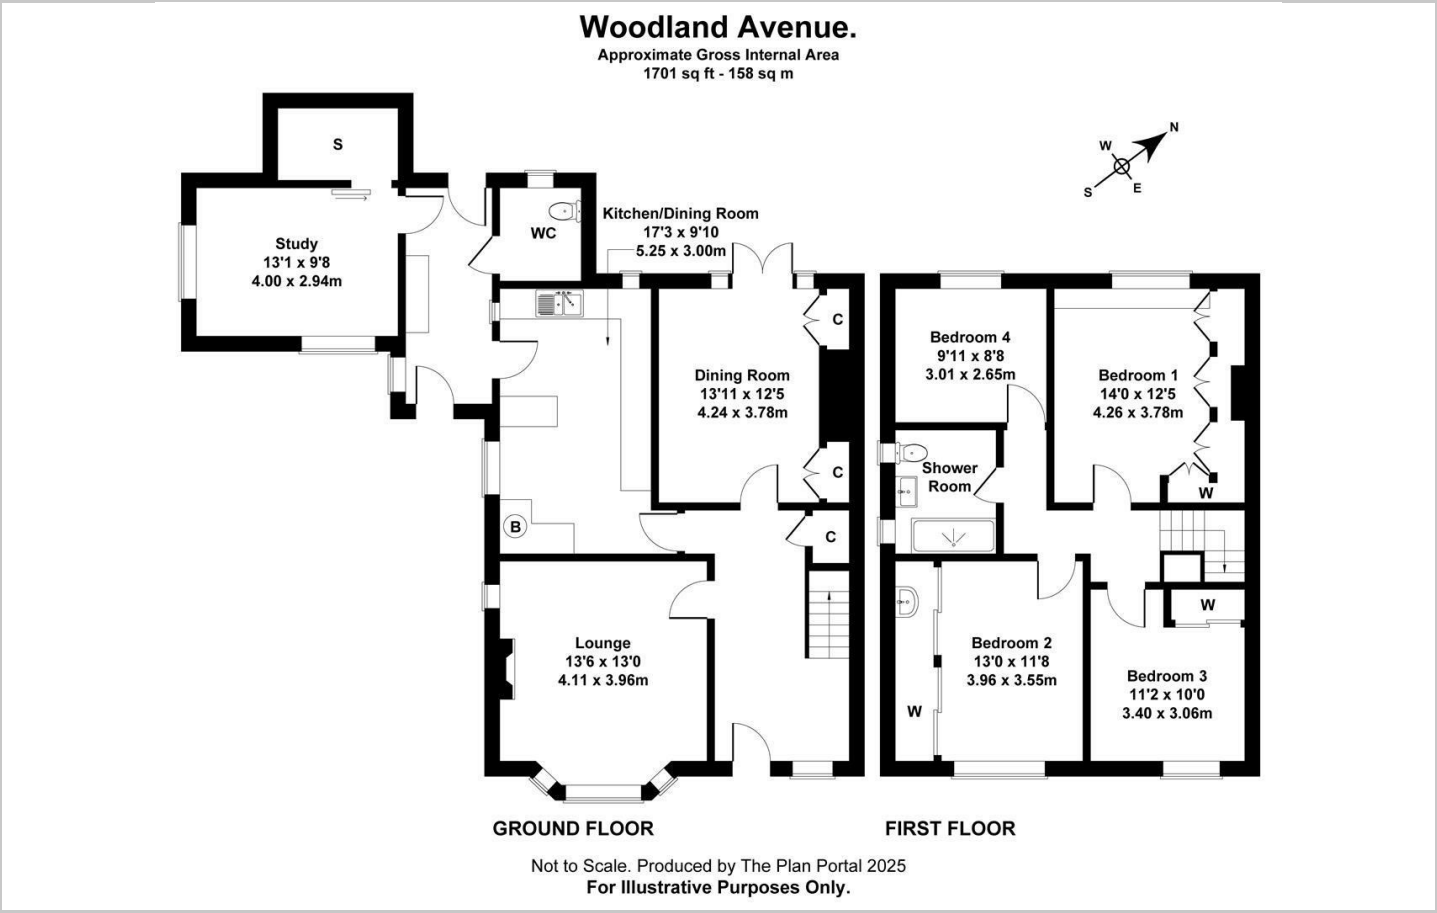 Woodland Avenue.
Approximate Gross Internal Area
1701 sq ft - 158 sq m
N
W
S
E
S
Study
13'1 x 9'8
4.00 x 2.94m
WC
Kitchen/Dining Room
17'3 x 9'10
5.25 x 3.00m
C
Dining Room
13'11 x 12'5
4.24 x 3.78m
C
B
C
Lounge
13'6 x 13'0
4.11 x 3.96m
Bedroom 4
9'11 x 8'8
3.01 x 2.65m
Bedroom 1
14'0 x 12'5
4.26 x 3.78m
Shower
Room
W
W
Bedroom 2
13'0 x 11'8
3.96 x 3.55m
W
Bedroom 3
11'2 x 10'0
3.40 x 3.06m
GROUND FLOOR
FIRST FLOOR
Not to Scale. Produced by The Plan Portal 2025
For Illustrative Purposes Only.